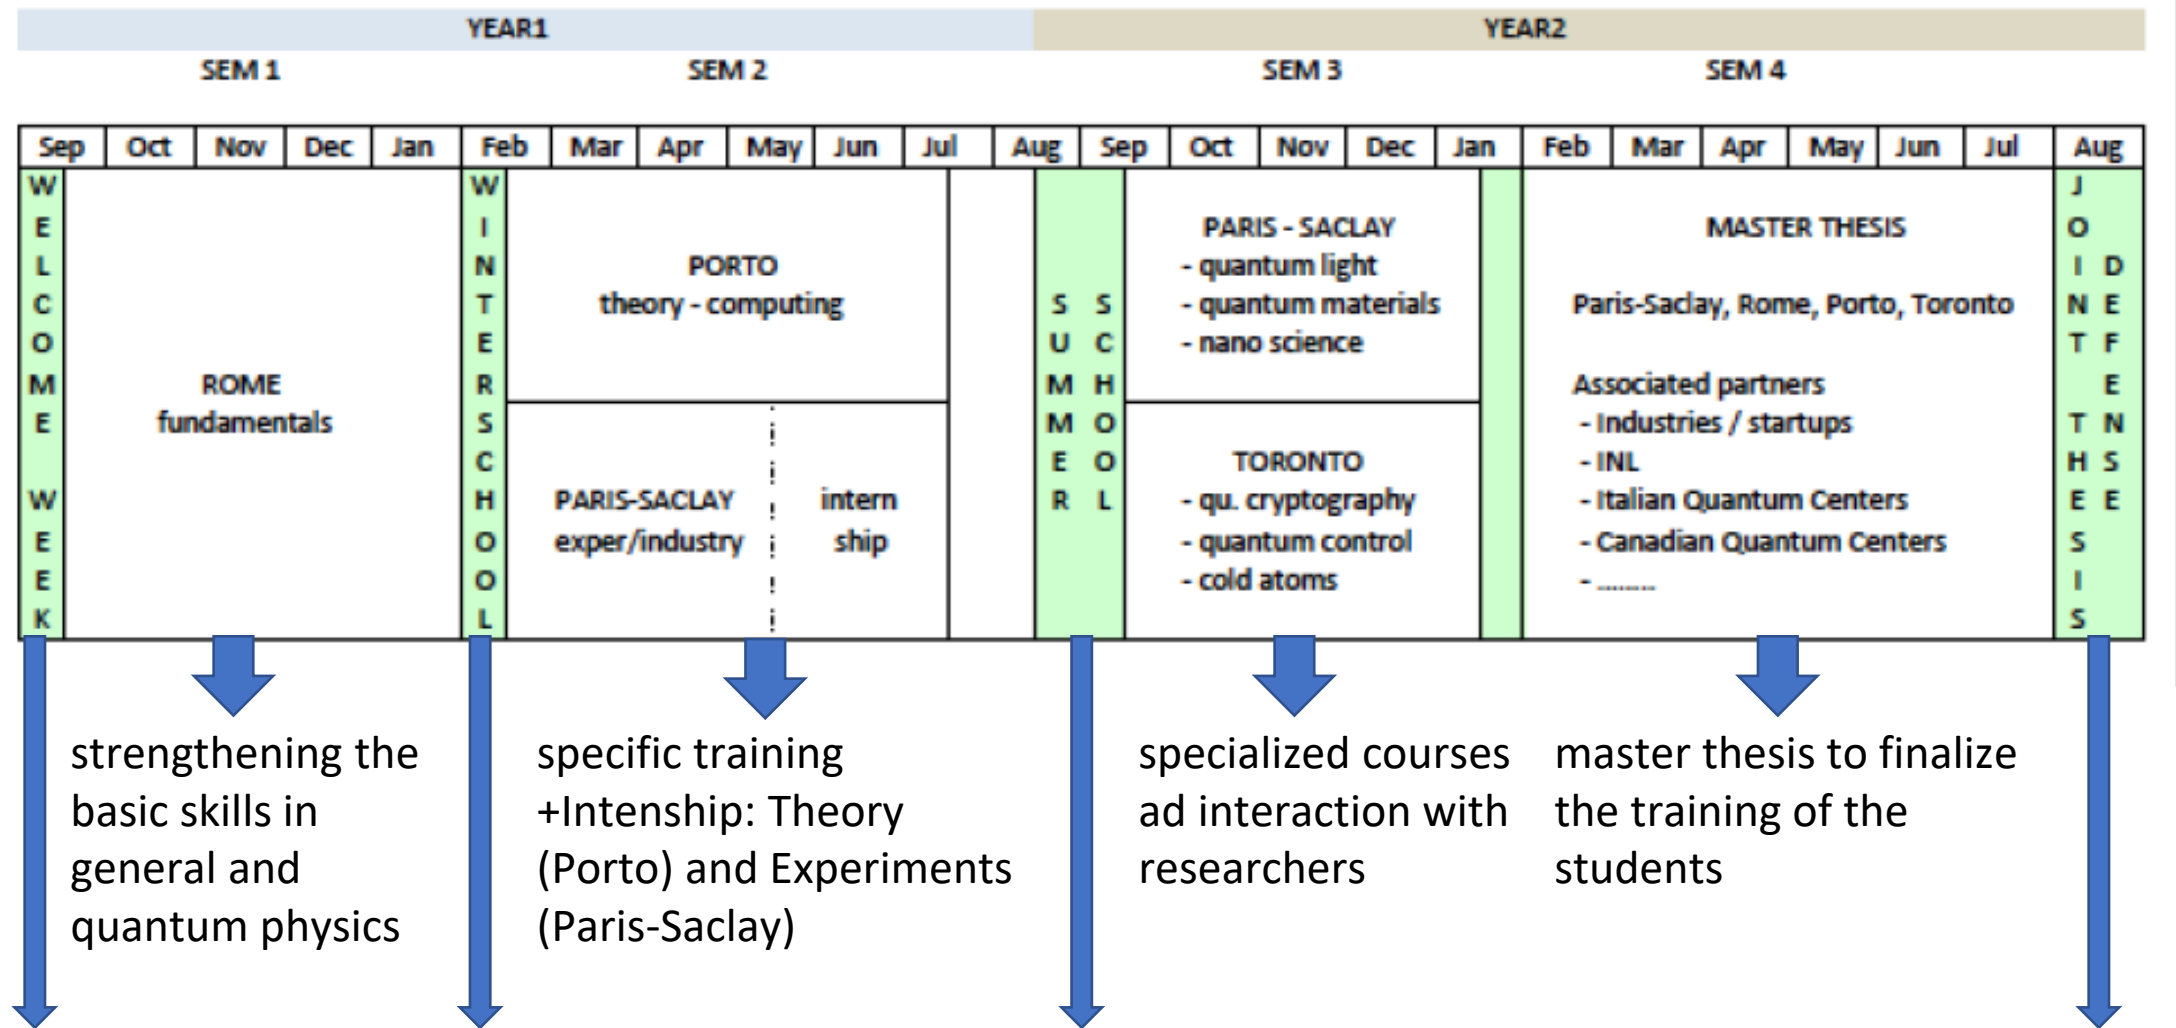 YEAR1
YEAR2
SEM 1
SEM 2
SEM 3
SEM 4
Sep Oct Nov Dec Jan Feb Mar Apr May Jun Jul Aug Sep Oct Nov Dec Jan Feb Mar Apr May Jun Jul Aug
WELCOME WEEK
ROME
fundamentals
WINTERSCHOOL
PORTO
theory - computing
PARIS-SACLAY
exper/industry
intern
ship
SUMMER
SCHOOL
PARIS - SACLAY
- quantum light
- quantum materials
- nano science
TORONTO
- qu. cryptography
- quantum control
- cold atoms
MASTER THESIS
Paris-Saclay, Rome, Porto, Toronto
Associated partners
- Industries / startups
- INL
- Italian Quantum Centers
- Canadian Quantum Centers
- .........
JOINT THESIS
DEFENSE
strengthening the
basic skills in
general and
quantum physics
specific training
+Intenship: Theory
(Porto) and Experiments
(Paris-Saclay)
specialized courses
ad interaction with
researchers
master thesis to finalize
the training of the
students